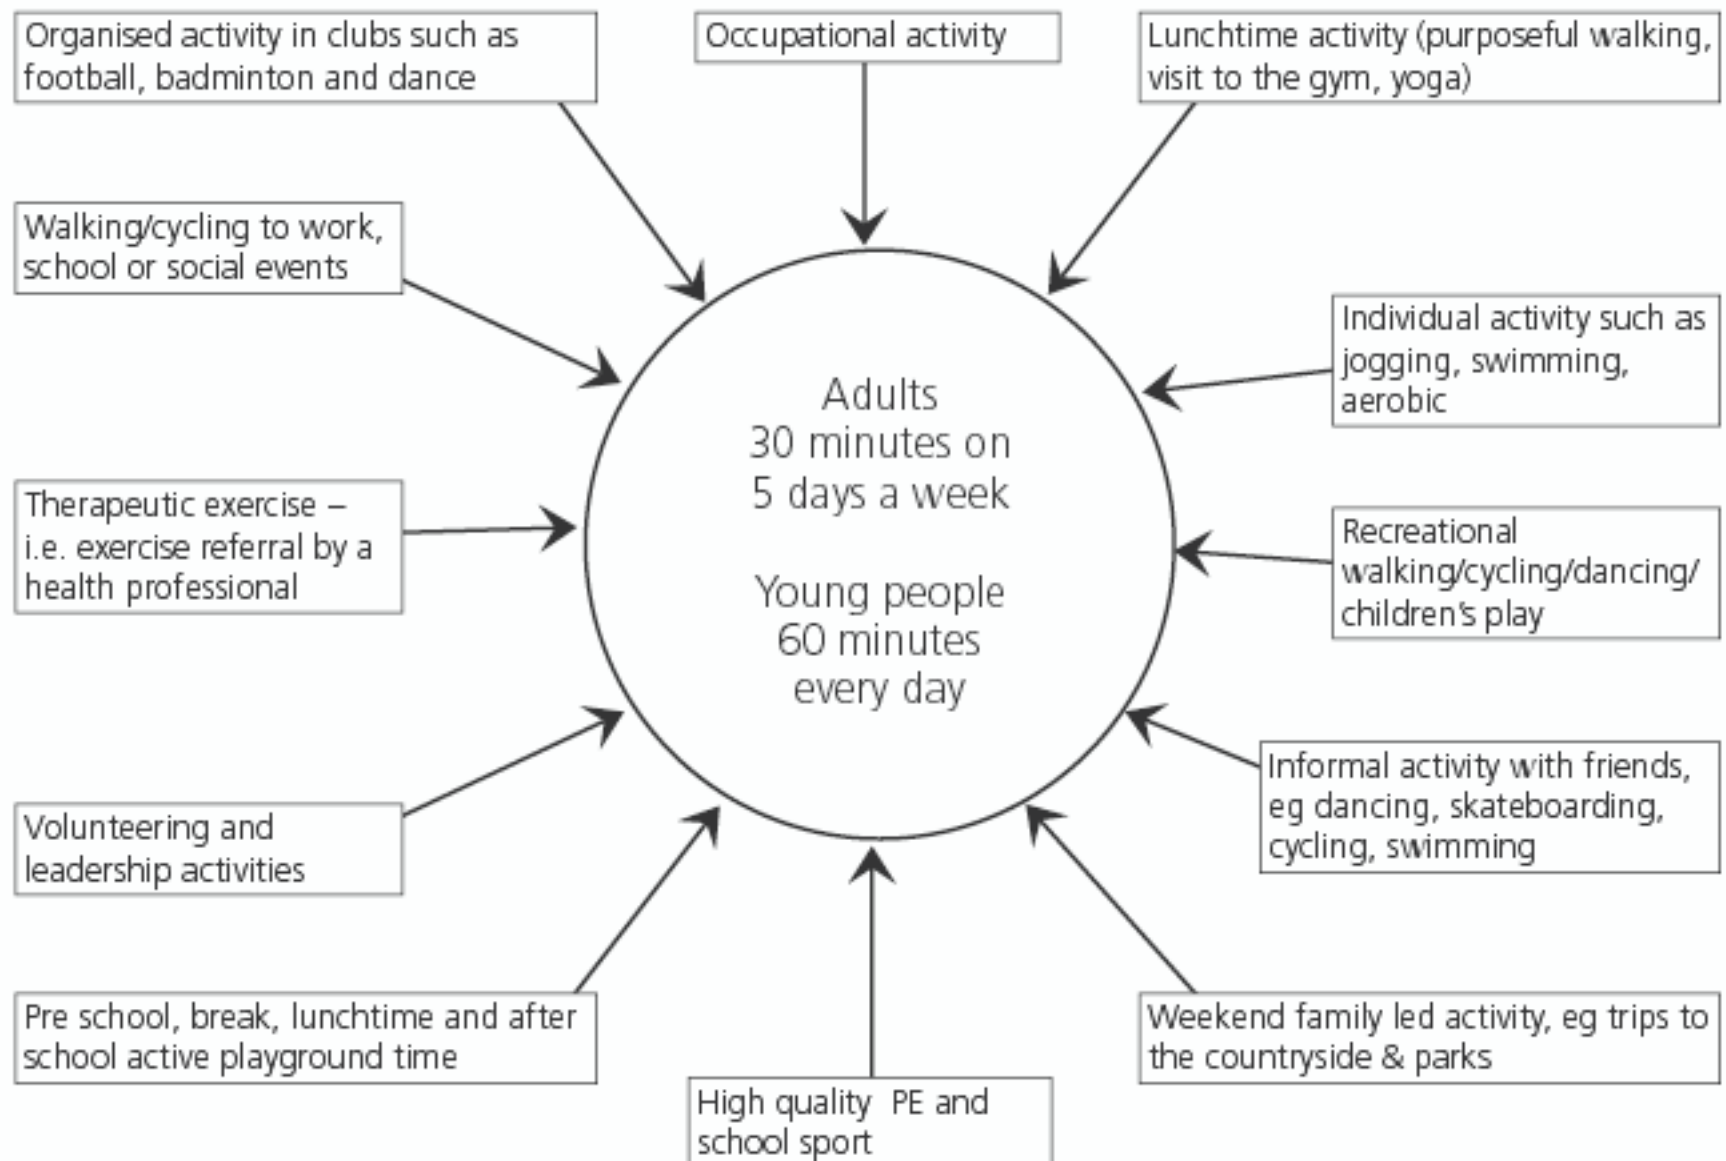 Organised activity in clubs such as
football, badminton and dance
Occupational activity
Lunchtime activity (purposeful walking,
visit to the gym, yoga)
Walking/cycling to work,
school or social events
Individual activity such as
jogging, swimming,
aerobic
Adults
30 minutes on
5 days a week
Young people
60 minutes
every day
Therapeutic exercise –
i.e. exercise referral by a
health professional
Recreational
walking/cycling/dancing/
children's play
Informal activity with friends,
eg dancing, skateboarding,
cycling, swimming
Volunteering and
leadership activities
Pre school, break, lunchtime and after
school active playground time
Weekend family led activity, eg trips to
the countryside & parks
High quality  PE and
school sport